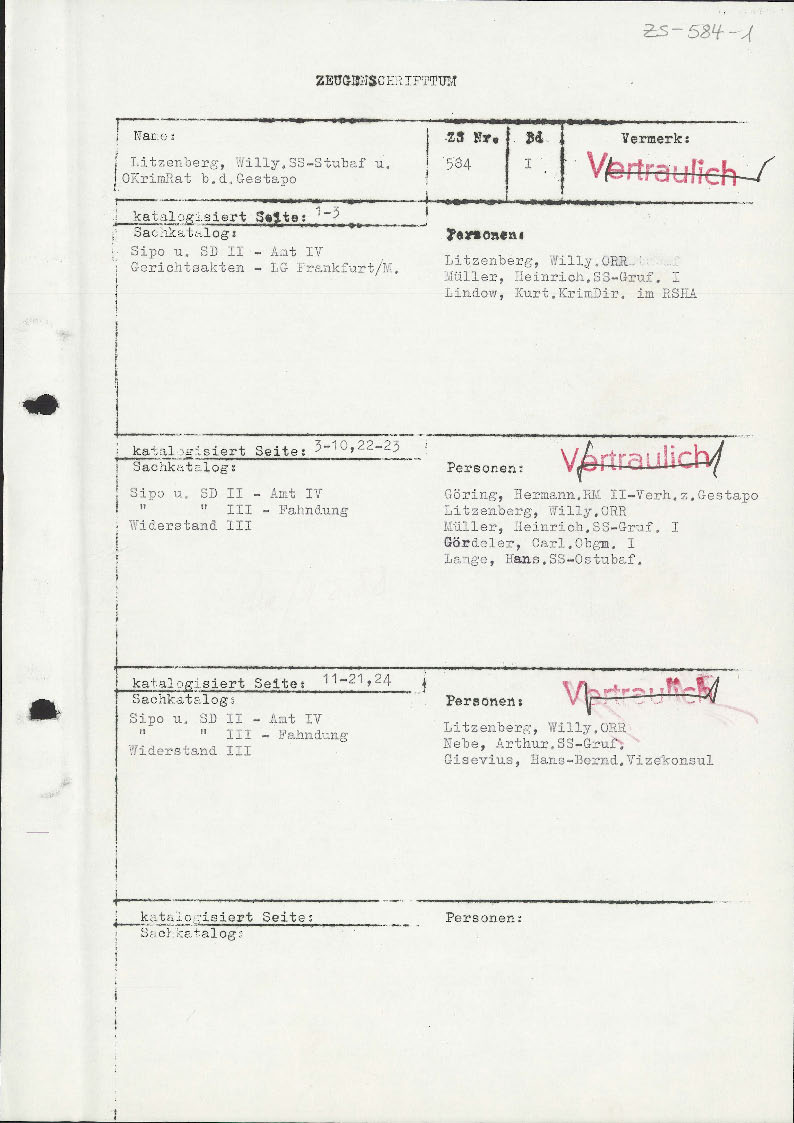 ZS-584-1
ZEUGENSCHRIFTTUM
Name:
Litzenberg, Willy.SS-Stubaf u.
OKrimRat b.d.Gestapo
ZS Nr.
584
Bd
I
Vermerk:
Vertraulich
katalogisiert Seite: 1-3
Sachkatalog:
Sipo u. SD II - Amt IV
Gerichtsakten - LG Frankfurt/M.
Personen:
Litzenberg, Willy.ORR
Müller, Heinrich.SS-Gruf. I
Lindow, Kurt.KrimDir. im RSHA
katalogisiert Seite: 3-10,22-23
Sachkatalog:
Sipo u. SD II - Amt IV
" " III - Fahndung
Widerstand III
Vertraulich
Personen:
Göring, Hermann.RM II-Verh.z.Gestapo
Litzenberg, Willy.ORR
Müller, Heinrich.SS-Gruf. I
Gördeler, Carl.Obgm. I
Lange, Hans.SS-Ostubaf.
katalogisiert Seite: 11-21,24
Sachkatalog:
Sipo u. SD II - Amt IV
" " III - Fahndung
Widerstand III
Vertraulich
Personen:
Litzenberg, Willy.ORR
Nebe, Arthur.SS-Gruf.
Gisevius, Hans-Bernd.Vizekonsul
katalogisiert Seite:
Sachkatalog:
Personen: